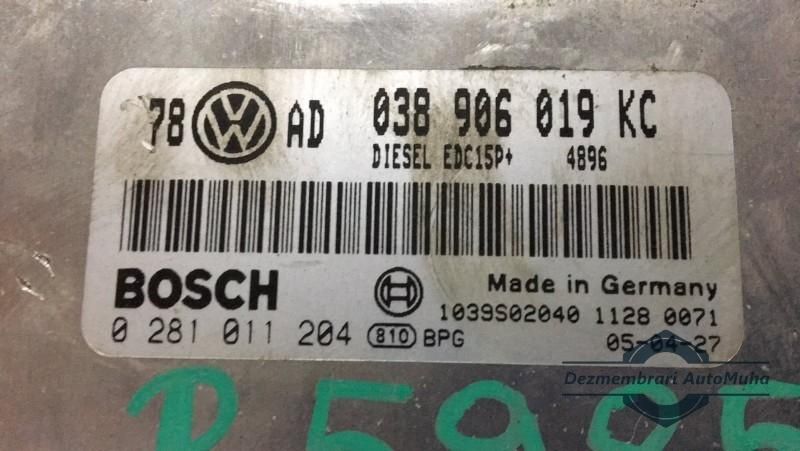 78 VW AD 038 906 019 KC
DIESEL EDC15P+ 4896
BOSCH
Made in Germany
1039S02040 1128 0071
0 281 011 204 810 BPG 05-04-27
Dezmembrari AutoMuha